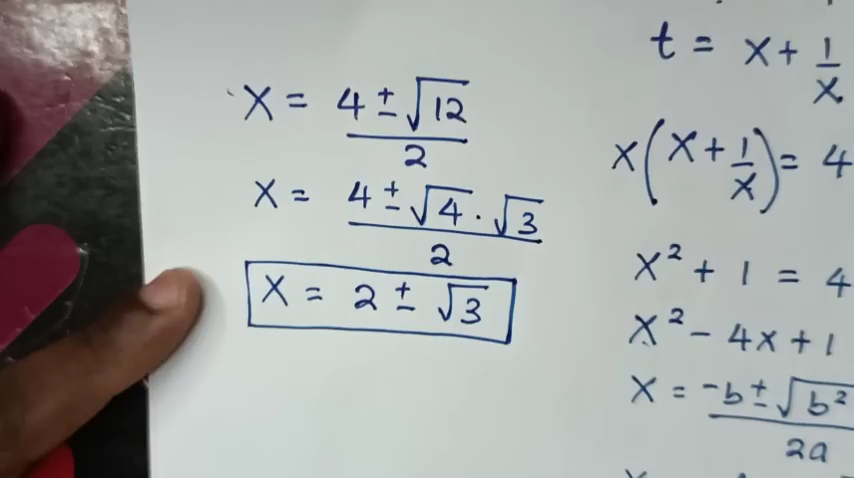 x = (4 ± √12)/2
x = (4 ± √4 · √3)/2
x = 2 ± √3
t = x + 1/x
x(x + 1/x) = 4
x² + 1 = 4
x² - 4x + 1
x = (-b ± √b²)/2a